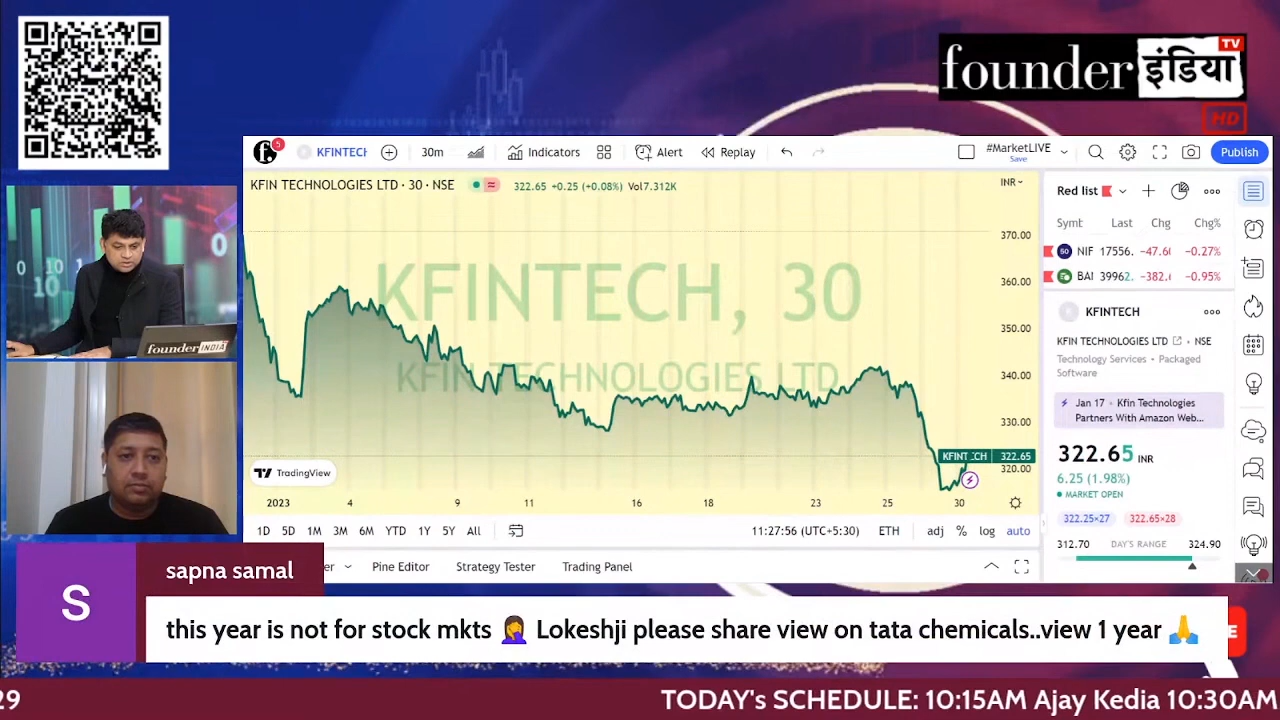 founder इंडिया TV
HD
KFINTECH
30m
Indicators
Alert
Replay
#MarketLIVE
Save
Publish
KFIN TECHNOLOGIES LTD · 30 · NSE
322.65 +0.25 (+0.08%) Vol7.312K
INR
KFINTECH, 30
KFIN TECHNOLOGIES LTD
370.00
360.00
350.00
340.00
330.00
322.65
320.00
TradingView
2023 4 9 11 16 18 23 25 30
1D 5D 1M 3M 6M YTD 1Y 5Y All
11:27:56 (UTC+5:30) ETH adj % log auto
Pine Editor Strategy Tester Trading Panel
Red list
Symb Last Chg Chg%
50 NIF 17556. -47.6 -0.27%
BAI 39962. -382. -0.95%
KFINTECH
KFIN TECHNOLOGIES LTD • NSE
Technology Services • Packaged
Software
Jan 17 • Kfin Technologies
Partners With Amazon Web...
322.65 INR
6.25 (1.98%)
MARKET OPEN
322.25×27 322.65×28
312.70 DAY'S RANGE 324.90
founder INDIA
S
sapna samal
this year is not for stock mkts 🤦‍♀️ Lokeshji please share view on tata chemicals..view 1 year 🙏
29
TODAY's SCHEDULE: 10:15AM Ajay Kedia 10:30AM